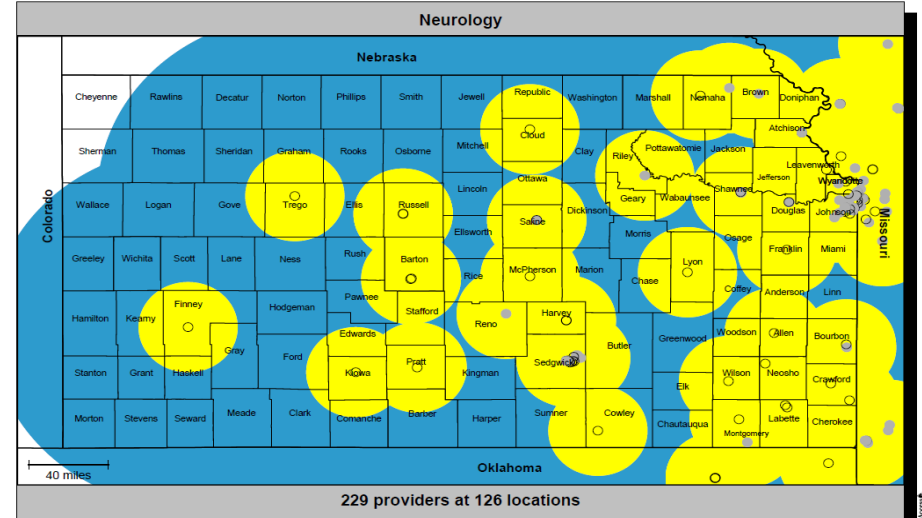 Neurology
Nebraska
Cheyenne Rawlins Decatur Norton Phillips Smith Jewell Republic Washington Marshall Nemaha Brown Doniphan
Atchison
Sherman Thomas Sheridan Graham Rooks Osborne Mitchell Cloud Clay Riley Pottawatomie Jackson
Leavenworth
Jefferson Wyandotte
Wallace Logan Gove Trego Ellis Russell Lincoln Ottawa Geary Wabaunsee Shawnee
Ellsworth Saline Dickinson Morris Osage Douglas Johnson
Colorado
Missouri
Greeley Wichita Scott Lane Ness Rush Barton Rice McPherson Marion Chase Lyon Franklin Miami
Hamilton Kearny Finney Hodgeman Pawnee Stafford Reno Harvey Coffey Anderson Linn
Gray Ford Edwards Sedgwick Butler Greenwood Woodson Allen Bourbon
Stanton Grant Haskell Kiowa Pratt Kingman Elk Wilson Neosho Crawford
Morton Stevens Seward Meade Clark Comanche Barber Harper Sumner Cowley Chautauqua Montgomery Labette Cherokee
Oklahoma
40 miles
229 providers at 126 locations